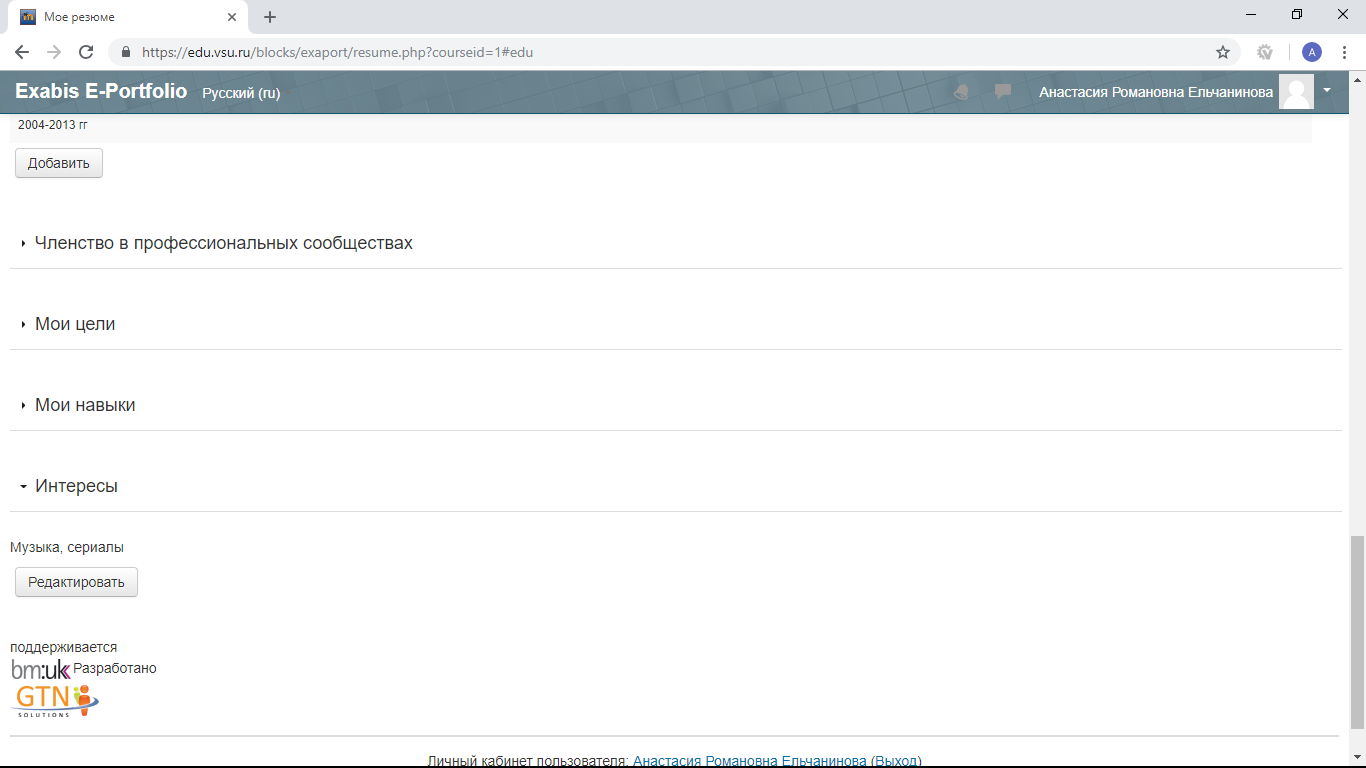 Мое резюме
https://edu.vsu.ru/blocks/exaport/resume.php?courseid=1#edu
A
Exabis E-Portfolio Русский (ru) Анастасия Романовна Ельчанинова
2004-2013 гг
Добавить
Членство в профессиональных сообществах
Мои цели
Мои навыки
Интересы
Музыка, сериалы
Редактировать
поддерживается
bm:uk Разработано
GTN
SOLUTIONS
Личный кабинет пользователя: Анастасия Романовна Ельчанинова (Выход)